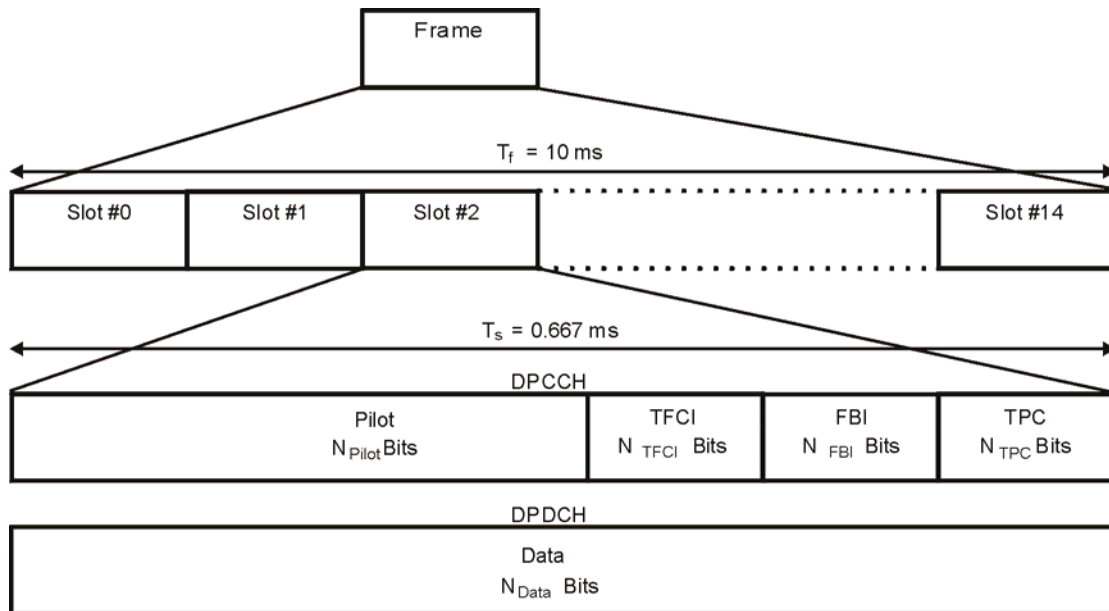 Frame
T_f = 10 ms
Slot #0 Slot #1 Slot #2 Slot #14
T_s = 0.667 ms
DPCCH
Pilot TFCI FBI TPC
N_Pilot Bits N_TFCI Bits N_FBI Bits N_TPC Bits
DPDCH
Data
N_Data Bits